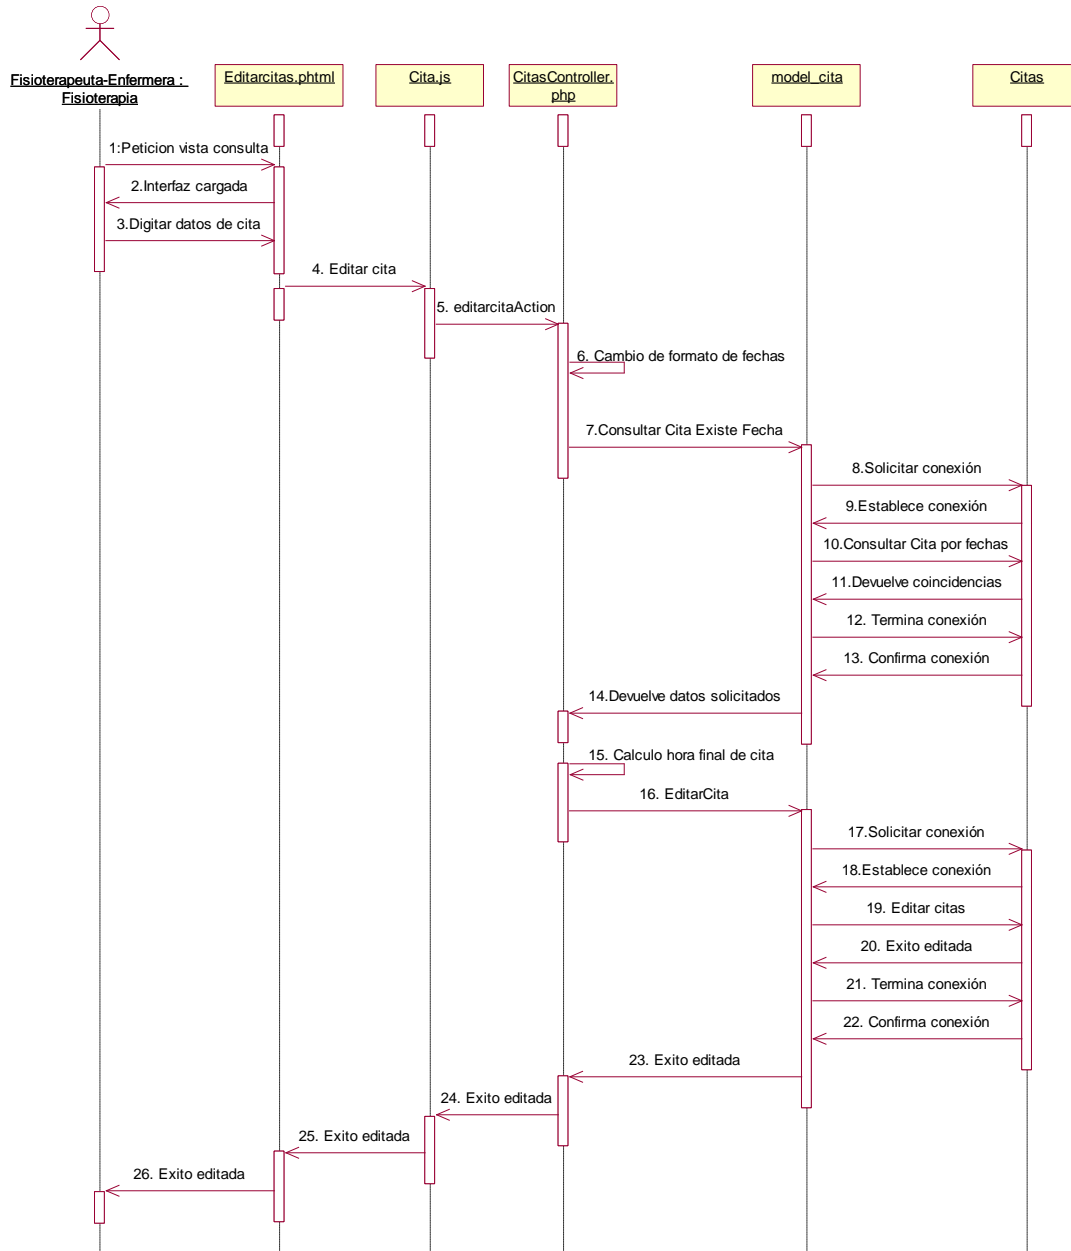 Fisioterapeuta-Enfermera :
Fisioterapia
Editarcitas.phtml
Cita.js
CitasController.
php
model_cita
Citas
1:Peticion vista consulta
2.Interfaz cargada
3.Digitar datos de cita
4. Editar cita
5. editarcitaAction
6. Cambio de formato de fechas
7.Consultar Cita Existe Fecha
8.Solicitar conexión
9.Establece conexión
10.Consultar Cita por fechas
11.Devuelve coincidencias
12. Termina conexión
13. Confirma conexión
14.Devuelve datos solicitados
15. Calculo hora final de cita
16. EditarCita
17.Solicitar conexión
18.Establece conexión
19. Editar citas
20. Exito editada
21. Termina conexión
22. Confirma conexión
23. Exito editada
24. Exito editada
25. Exito editada
26. Exito editada